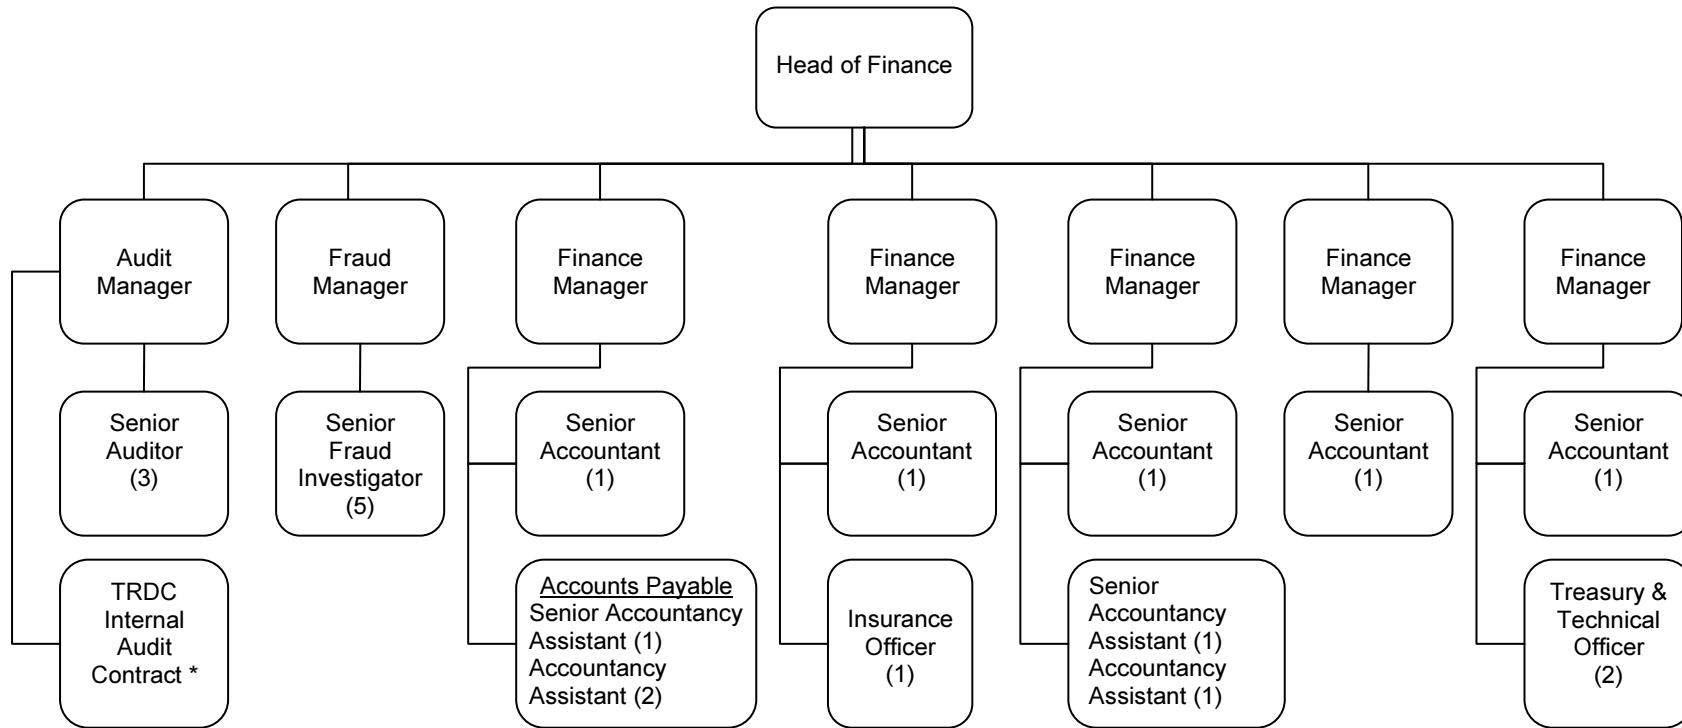 Head of Finance
Audit
Manager
Fraud
Manager
Finance
Manager
Finance
Manager
Finance
Manager
Finance
Manager
Finance
Manager
Senior
Auditor
(3)
Senior
Fraud
Investigator
(5)
Senior
Accountant
(1)
Senior
Accountant
(1)
Senior
Accountant
(1)
Senior
Accountant
(1)
Senior
Accountant
(1)
TRDC
Internal
Audit
Contract *
Accounts Payable
Senior Accountancy
Assistant (1)
Accountancy
Assistant (2)
Insurance
Officer
(1)
Senior
Accountancy
Assistant (1)
Accountancy
Assistant (1)
Treasury &
Technical
Officer
(2)